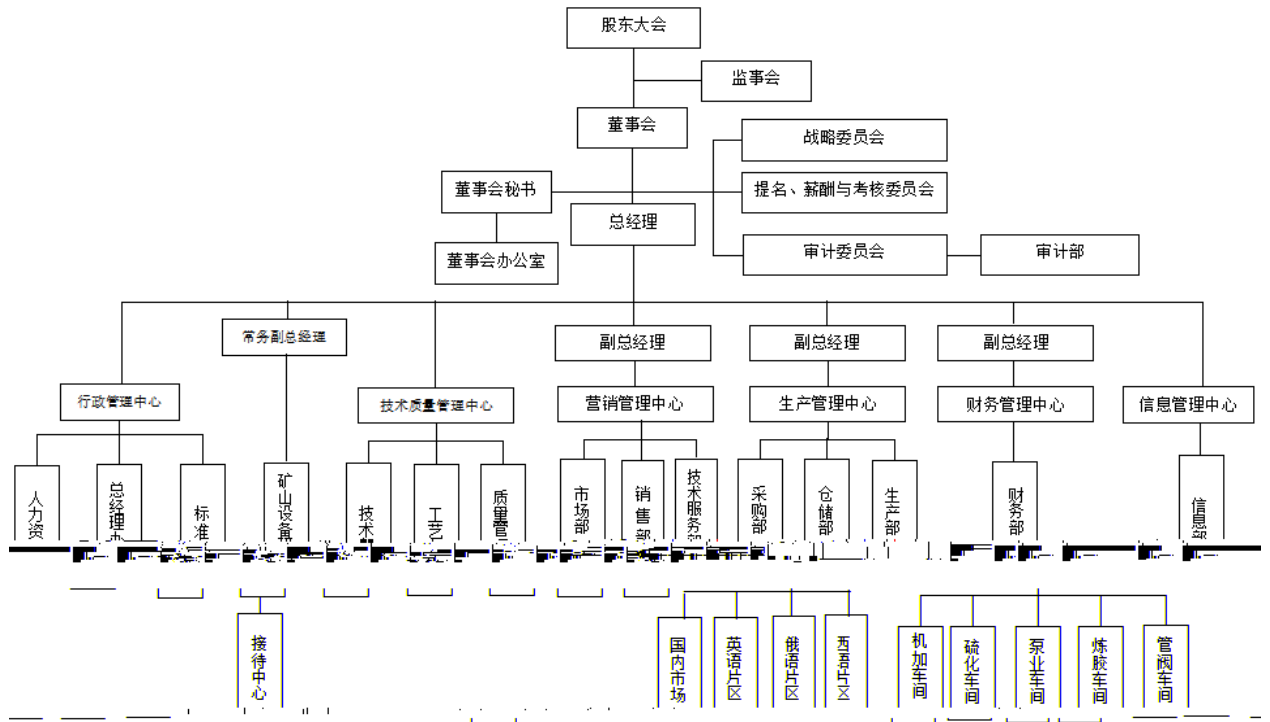 股东大会
监事会
董事会
战略委员会
董事会秘书
提名、薪酬与考核委员会
总经理
董事会办公室
审计委员会
审计部
常务副总经理
副总经理
副总经理
副总经理
行政管理中心
技术质量管理中心
营销管理中心
生产管理中心
财务管理中心
信息管理中心
人力资
总经理办
标准
矿山设备
技术
工艺
质量管
市场部
销售部
技术服务
采购部
仓储部
生产部
财务部
信息部
接待中心
国内市场
英语片区
俄语片区
西语片区
机加车间
硫化车间
泵业车间
炼胶车间
管阀车间